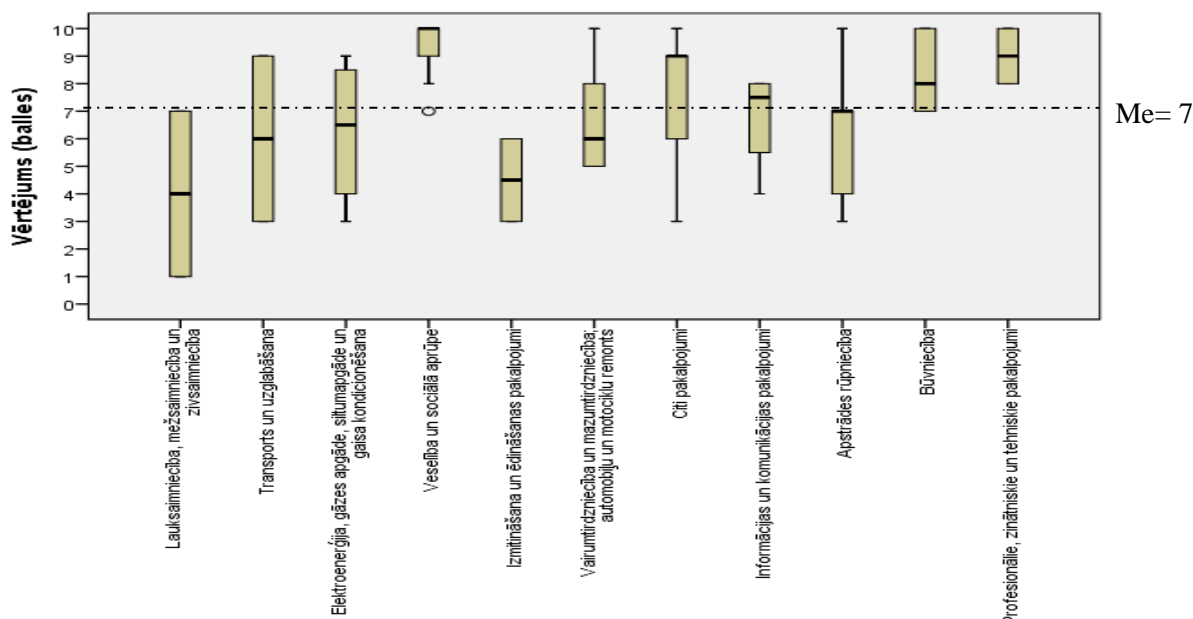 Vērtējums (balles)
10
9
8
7
6
5
4
3
2
1
0
Me= 7
Lauksaimniecība, mežsaimniecība un
zivsaimniecība
Transports un uzglabāšana
Elektroenerģija, gāzes apgāde, siltumapgāde un
gaisa kondicionēšana
Veselība un sociālā aprūpe
Izmitināšana un ēdināšanas pakalpojumi
Vairumtirdzniecība un mazumtirdzniecība;
automobiļu un motociklu remonts
Citi pakalpojumi
Informācijas un komunikācijas pakalpojumi
Apstrādes rūpniecība
Būvniecība
Profesionālie, zinātniskie un tehniskie pakalpojumi